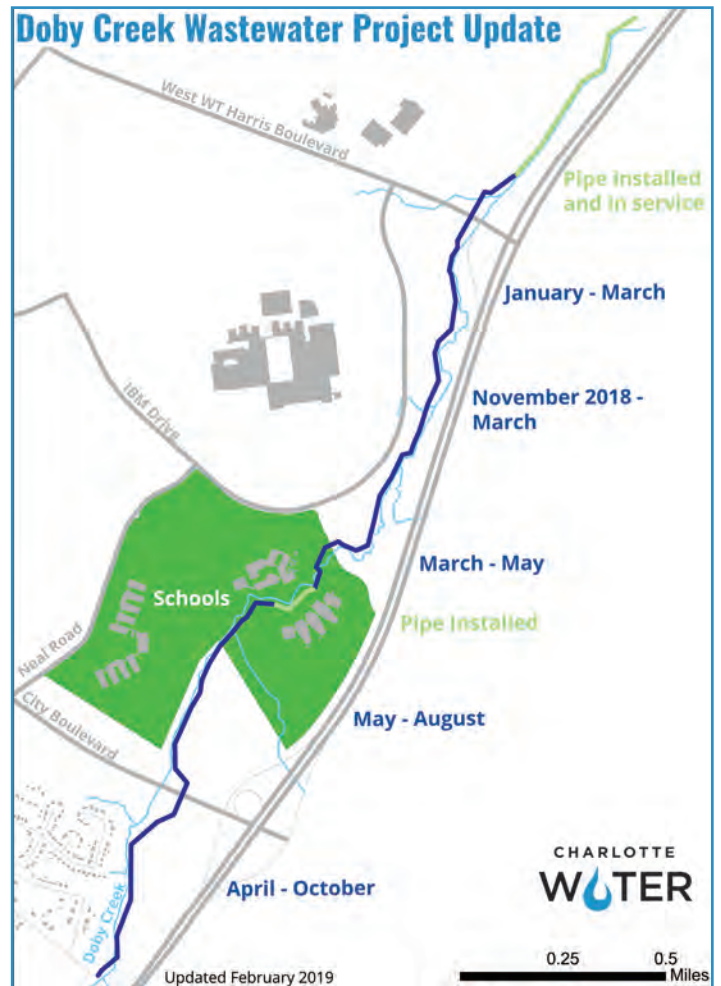 Doby Creek Wastewater Project Update
West WT Harris Boulevard
Pipe installed
and in service
January - March
IBM Drive
November 2018 -
March
March - May
Schools
Pipe Installed
Neal Road
City Boulevard
May - August
CHARLOTTE
WATER
April - October
Doby Creek
0.25 0.5
Miles
Updated February 2019